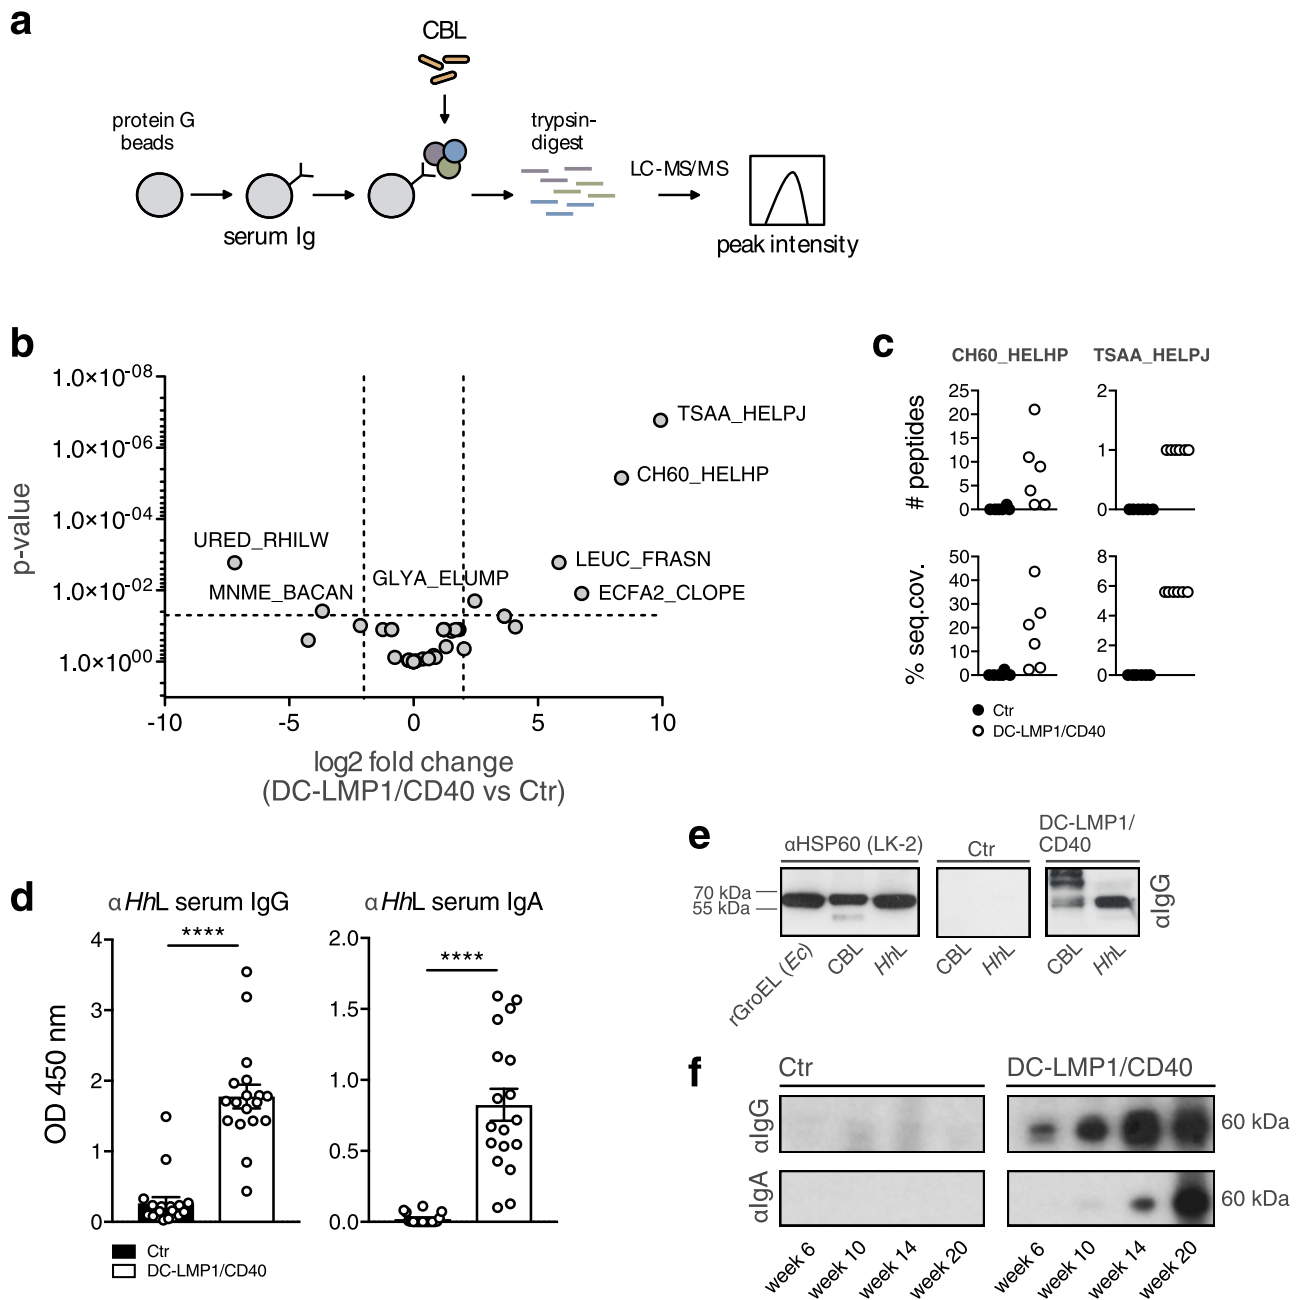 a
CBL
protein G
beads
trypsin-
digest
LC-MS/MS
serum Ig
peak intensity
b
1.0×10^-08
1.0×10^-06
1.0×10^-04
1.0×10^-02
1.0×10^00
p-value
TSAA_HELPJ
CH60_HELHP
URED_RHILW
LEUC_FRASN
GLYA_ELUMP
MNME_BACAN
ECFA2_CLOPE
-10
-5
0
5
10
log2 fold change
(DC-LMP1/CD40 vs Ctr)
c
CH60_HELHP
TSAA_HELPJ
# peptides
25
20
15
10
5
0
2
1
0
% seq.cov.
50
40
30
20
10
0
8
6
4
2
0
Ctr
DC-LMP1/CD40
d
αHhL serum IgG
αHhL serum IgA
OD 450 nm
4
3
2
1
0
****
2.0
1.5
1.0
0.5
0.0
****
Ctr
DC-LMP1/CD40
e
αHSP60 (LK-2)
Ctr
DC-LMP1/
CD40
70 kDa
55 kDa
αIgG
rGroEL (Ec)
CBL
HhL
CBL
HhL
CBL
HhL
f
Ctr
DC-LMP1/CD40
αIgG
60 kDa
αIgA
60 kDa
week 6
week 10
week 14
week 20
week 6
week 10
week 14
week 20